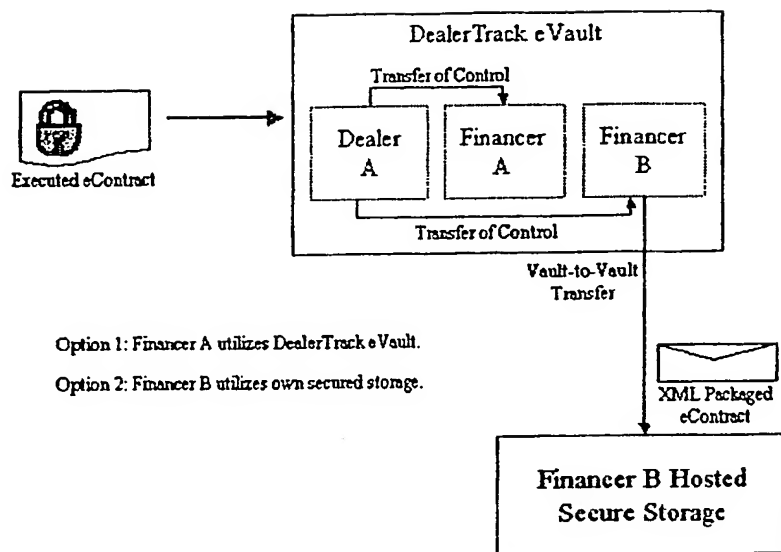 DealerTrack eVault
Transfer of Control
Dealer
A
Financer
A
Financer
B
Executed eContract
Transfer of Control
Vault-to-Vault
Transfer
Option 1: Financer A utilizes DealerTrack eVault.
Option 2: Financer B utilizes own secured storage.
XML Packaged
eContract
Financer B Hosted
Secure Storage